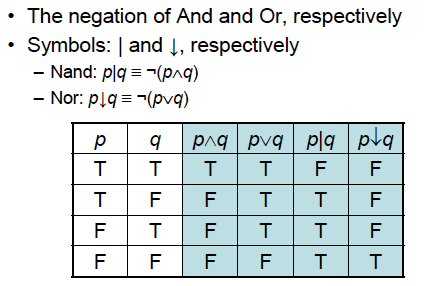 • The negation of And and Or, respectively
• Symbols: | and ↓, respectively
– Nand: p|q ≡ ¬(p∧q)
– Nor: p↓q ≡ ¬(p∨q)
p q p∧q p∨q p|q p↓q
T T T T F F
T F F T T F
F T F T T F
F F F F T T